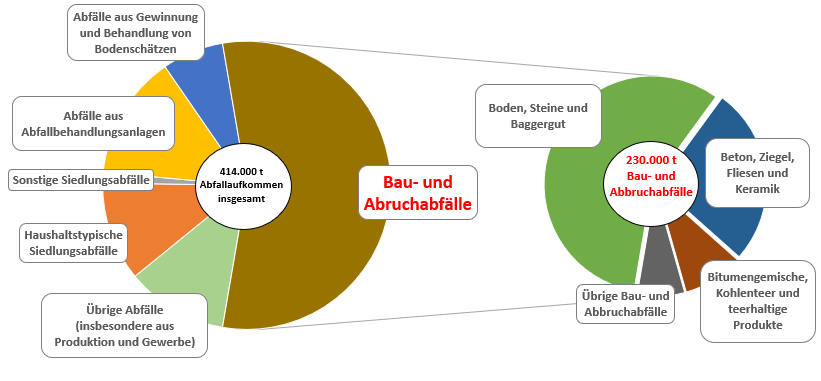 Abfälle aus Gewinnung
und Behandlung von
Bodenschätzen
Abfälle aus
Abfallbehandlungsanlagen
Sonstige Siedlungsabfälle
Haushaltstypische
Siedlungsabfälle
Übrige Abfälle
(insbesondere aus
Produktion und Gewerbe)
414.000 t
Abfallaufkommen
insgesamt
Bau- und
Abruchabfälle
Boden, Steine und
Baggergut
230.000 t
Bau- und
Abbruchabfälle
Beton, Ziegel,
Fliesen und
Keramik
Bitumengemische,
Kohlenteer und
teerhaltige
Produkte
Übrige Bau- und
Abbruchabfälle